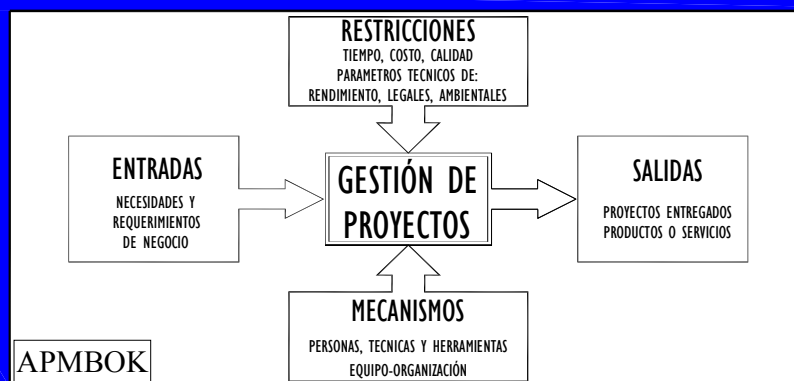 RESTRICCIONES
TIEMPO, COSTO, CALIDAD
PARAMETROS TECNICOS DE:
RENDIMIENTO, LEGALES, AMBIENTALES
ENTRADAS
NECESIDADES Y
REQUERIMIENTOS
DE NEGOCIO
GESTIÓN DE
PROYECTOS
SALIDAS
PROYECTOS ENTREGADOS
PRODUCTOS O SERVICIOS
MECANISMOS
PERSONAS, TECNICAS Y HERRAMIENTAS
EQUIPO-ORGANIZACIÓN
APMBOK